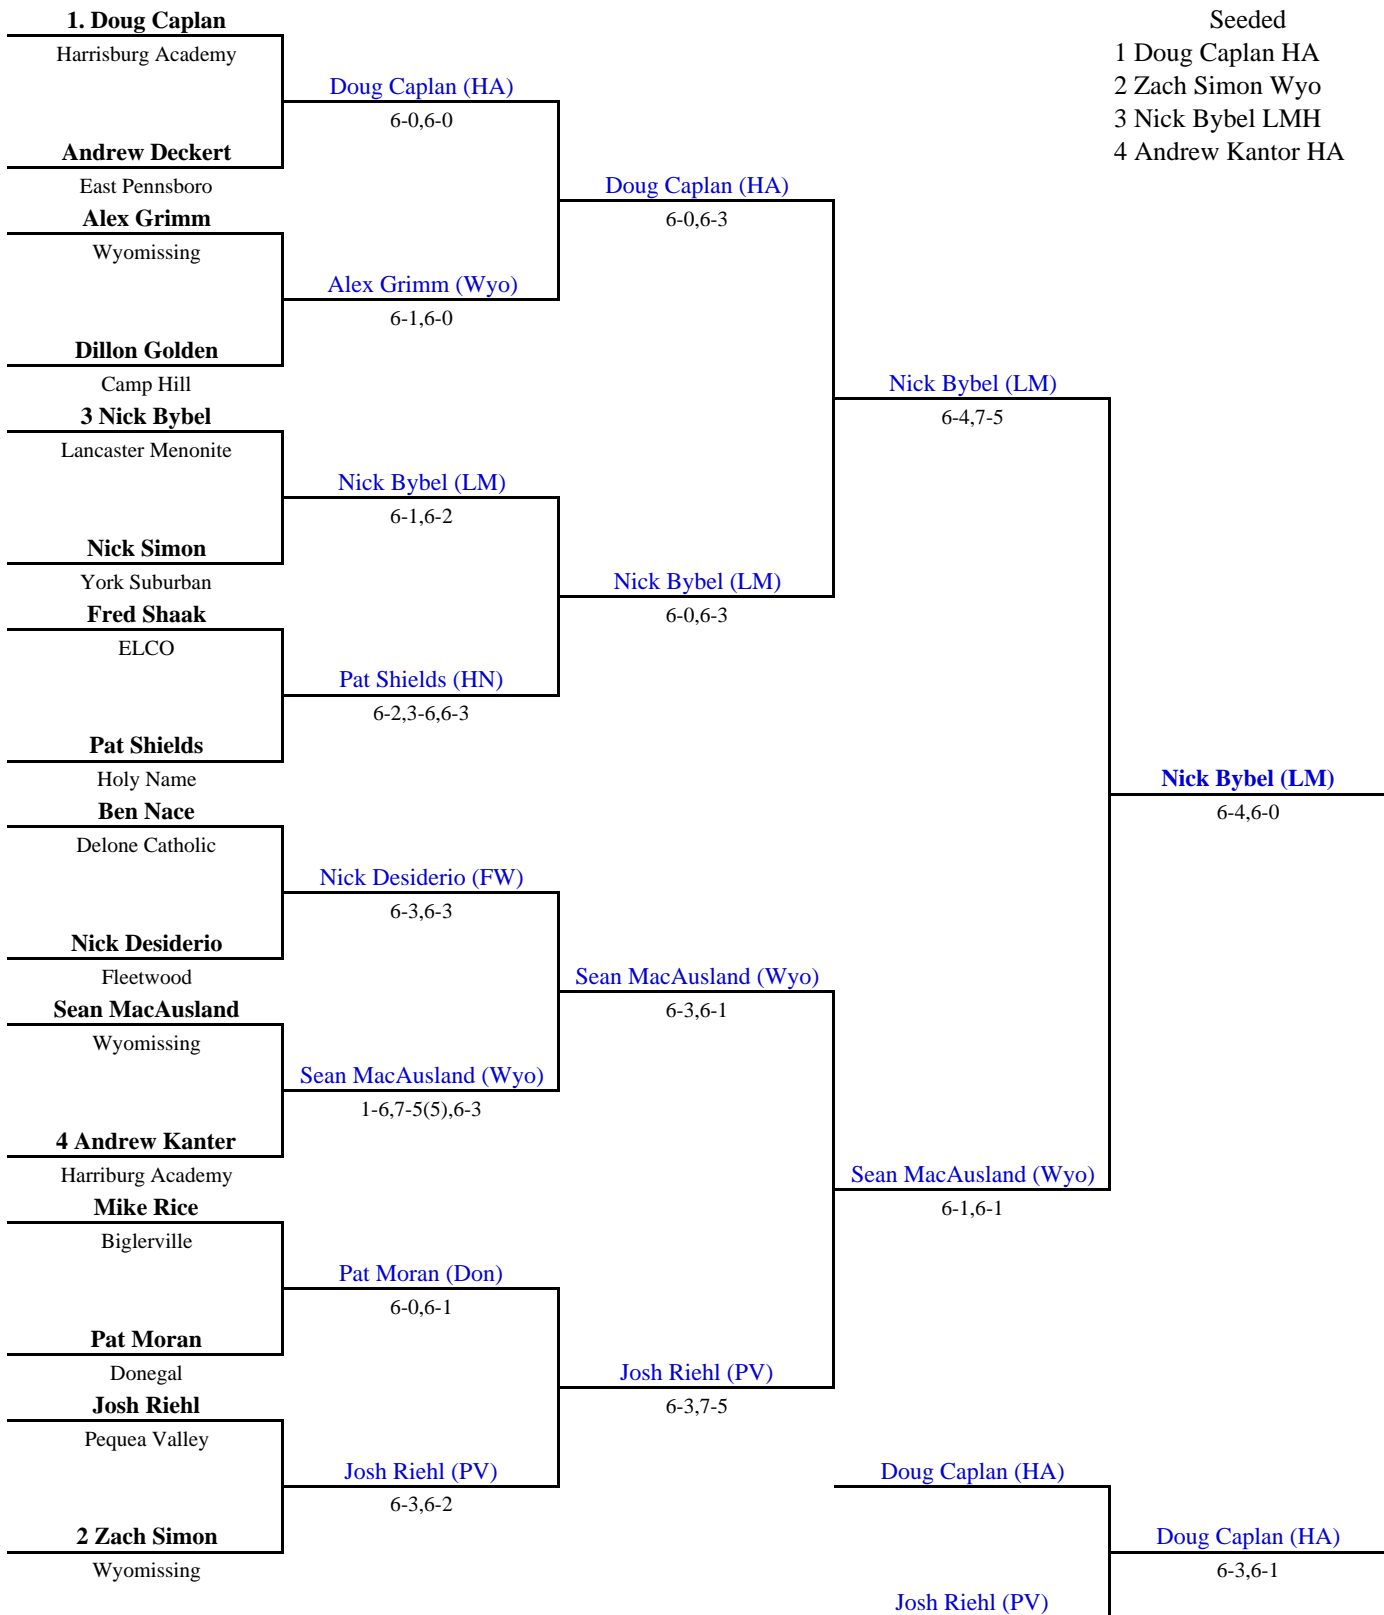 1. Doug Caplan
Harrisburg Academy
Andrew Deckert
East Pennsboro
Alex Grimm
Wyomissing
Dillon Golden
Camp Hill
3 Nick Bybel
Lancaster Menonite
Nick Simon
York Suburban
Fred Shaak
ELCO
Pat Shields
Holy Name
Ben Nace
Delone Catholic
Nick Desiderio
Fleetwood
Sean MacAusland
Wyomissing
4 Andrew Kanter
Harriburg Academy
Mike Rice
Biglerville
Pat Moran
Donegal
Josh Riehl
Pequea Valley
2 Zach Simon
Wyomissing
Doug Caplan (HA)
6-0,6-0
Alex Grimm (Wyo)
6-1,6-0
Nick Bybel (LM)
6-1,6-2
Pat Shields (HN)
6-2,3-6,6-3
Nick Desiderio (FW)
6-3,6-3
Sean MacAusland (Wyo)
1-6,7-5(5),6-3
Pat Moran (Don)
6-0,6-1
Josh Riehl (PV)
6-3,6-2
Doug Caplan (HA)
6-0,6-3
Nick Bybel (LM)
6-0,6-3
Sean MacAusland (Wyo)
6-3,6-1
Josh Riehl (PV)
6-3,7-5
Nick Bybel (LM)
6-4,7-5
Sean MacAusland (Wyo)
6-1,6-1
Doug Caplan (HA)
Josh Riehl (PV)
Seeded
1 Doug Caplan HA
2 Zach Simon Wyo
3 Nick Bybel LMH
4 Andrew Kantor HA
Nick Bybel (LM)
6-4,6-0
Doug Caplan (HA)
6-3,6-1